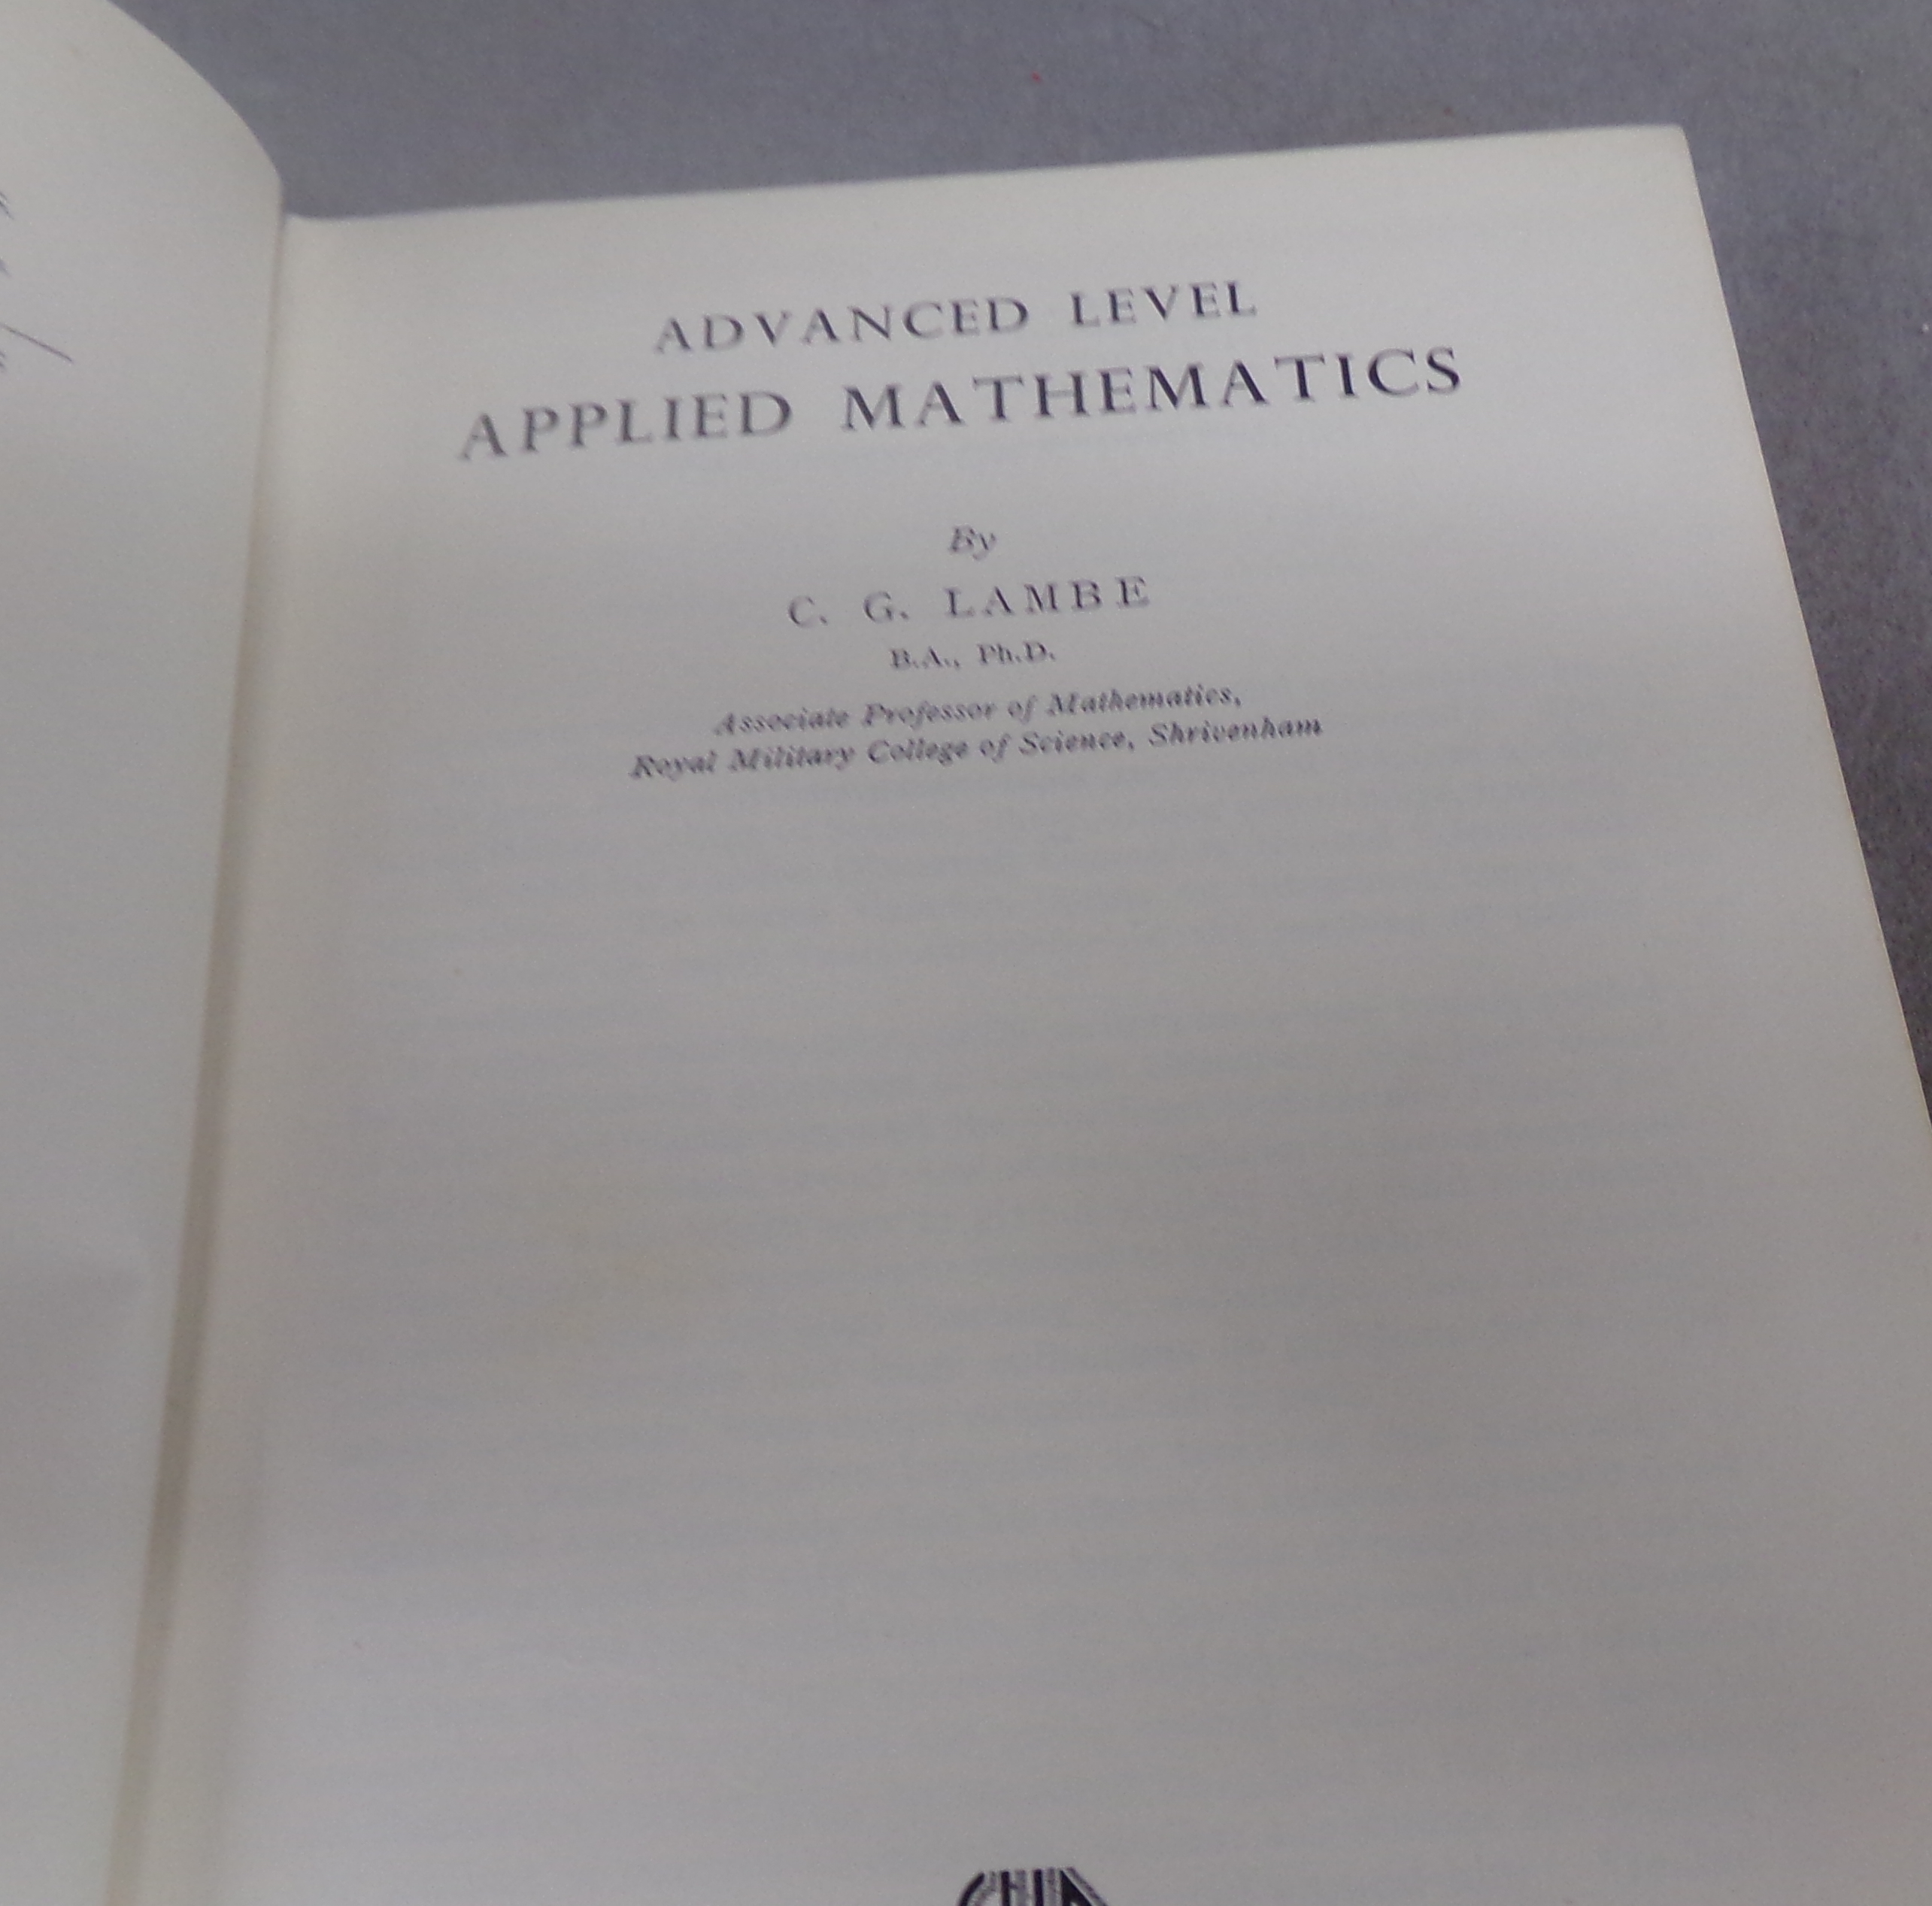 ADVANCED LEVEL
APPLIED MATHEMATICS
By
C. G. LAMBE
B.A., Ph.D.
Associate Professor of Mathematics,
Royal Military College of Science, Shrivenham